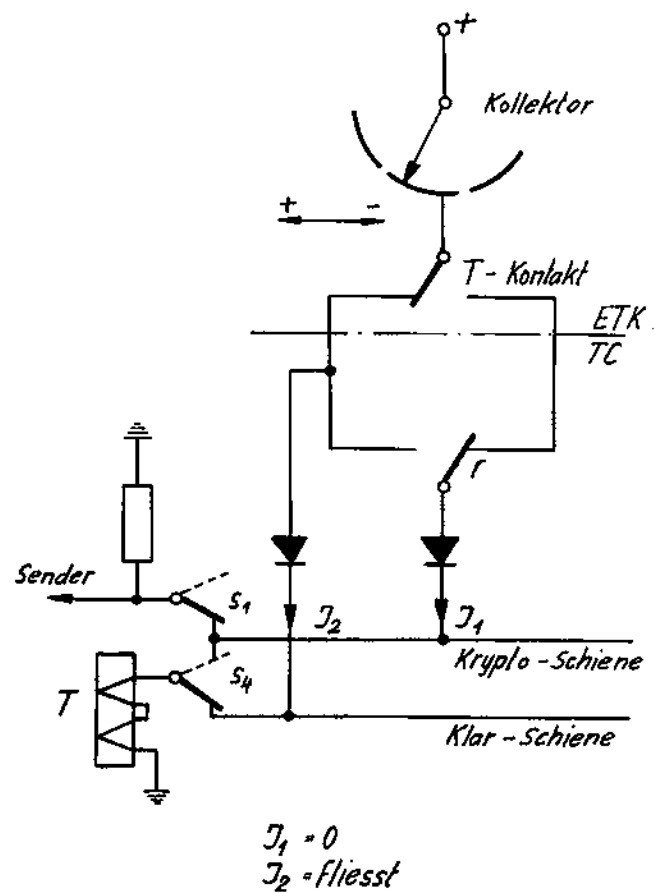 +
Kollektor
+ -
T-Kontakt
ETK
TC
r
Sender
S1
J2
J1
Krypto-Schiene
S4
T
Klar-Schiene
J1 = 0
J2 = fliesst